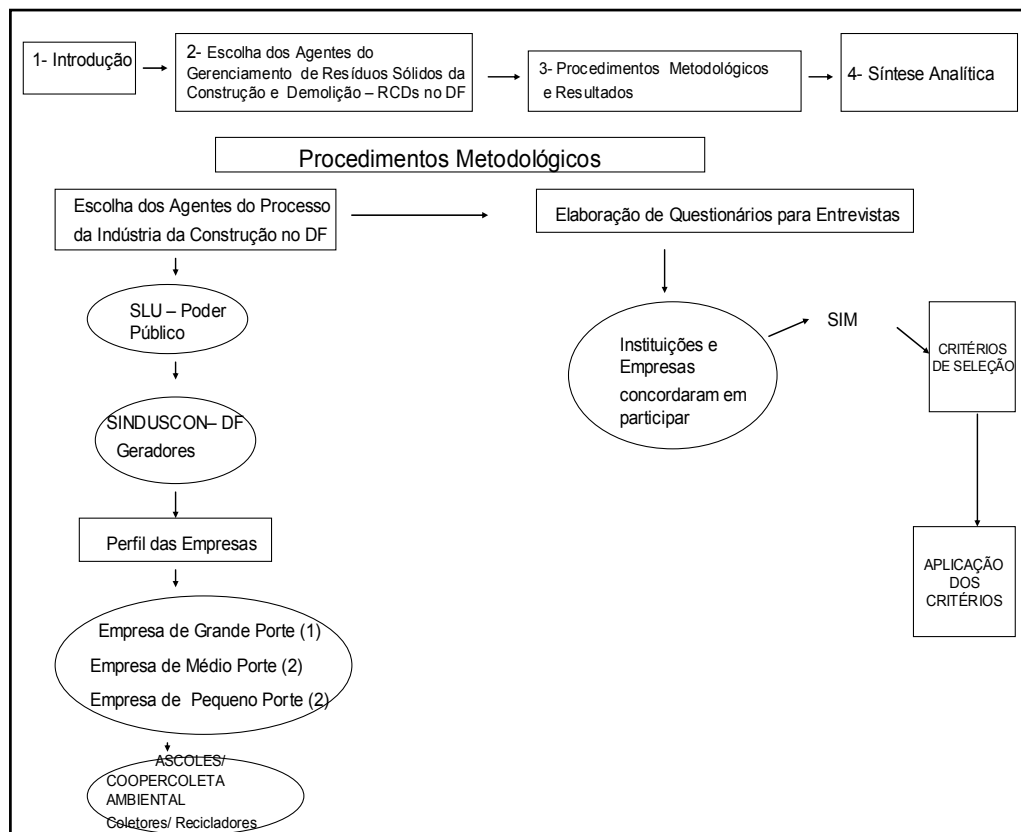 1- Introdução
2- Escolha dos Agentes do
Gerenciamento de Resíduos Sólidos da
Construção e Demolição – RCDs no DF
3- Procedimentos Metodológicos
e Resultados
4- Síntese Analítica
Procedimentos Metodológicos
Escolha dos Agentes do Processo
da Indústria da Construção no DF
Elaboração de Questionários para Entrevistas
SLU – Poder
Público
SINDUSCON– DF
Geradores
Perfil das Empresas
Empresa de Grande Porte (1)
Empresa de Médio Porte (2)
Empresa de Pequeno Porte (2)
ASCOLES/
COOPERCOLETA
AMBIENTAL
Coletores/ Recicladores
Instituições e
Empresas
concordaram em
participar
SIM
CRITÉRIOS
DE SELEÇÃO
APLICAÇÃO
DOS
CRITÉRIOS